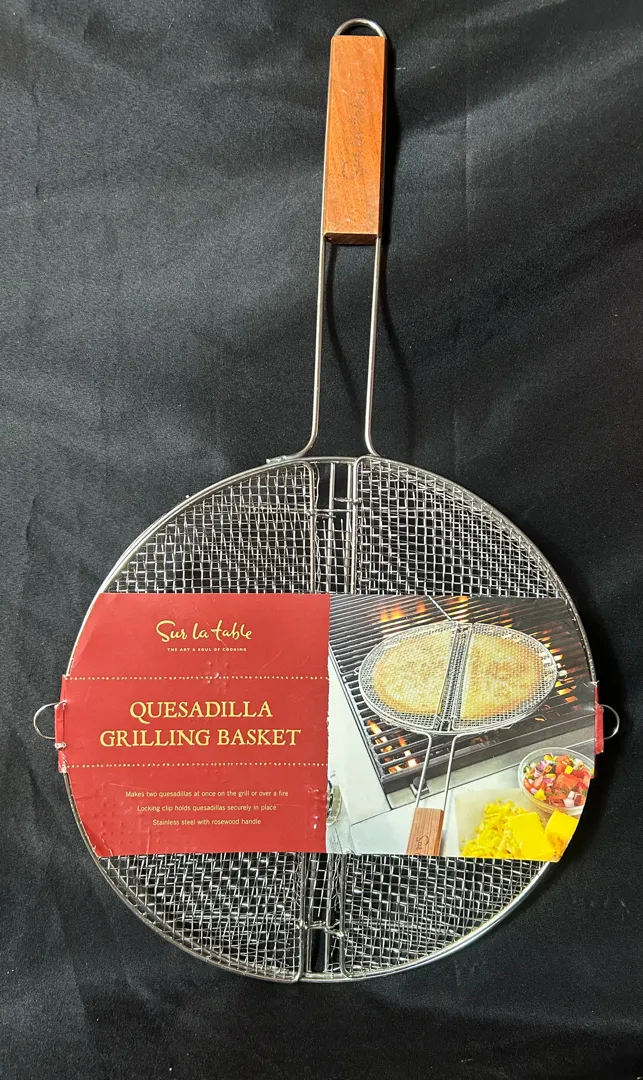 Sur la table
THE ART & SOUL OF COOKING
QUESADILLA
GRILLING BASKET
Makes two quesadillas at once on the grill or over a fire
Locking clip holds quesadillas securely in place
Stainless steel with rosewood handle